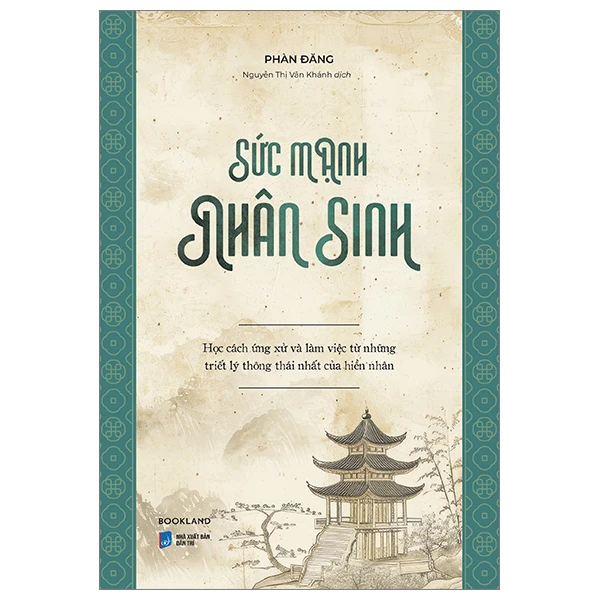 PHÀN ĐĂNG
Nguyễn Thị Vân Khánh dịch
SỨC MẠNH
NHÂN SINH
Học cách ứng xử và làm việc từ những
triết lý thông thái nhất của hiền nhân
BOOKLAND
NHÀ XUẤT BẢN
DÂN TRÍ